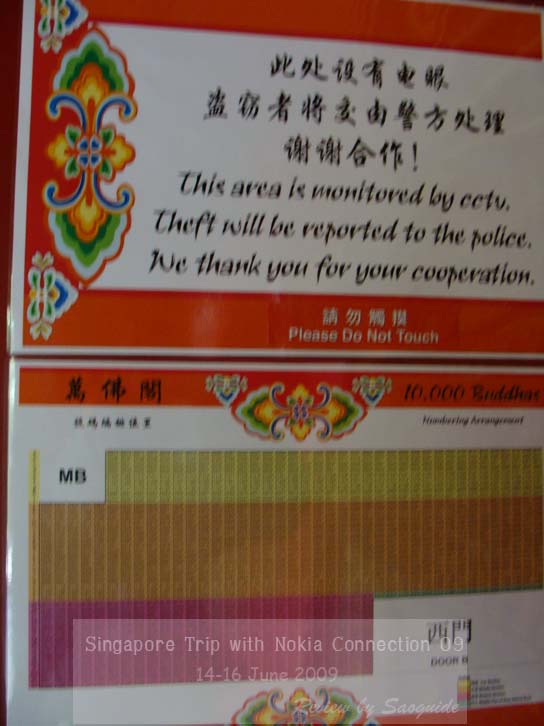 此处设有电眼
盗窃者将交由警方处理
谢谢合作!
This area is monitored by cctv.
Theft will be reported to the police.
We thank you for your cooperation.
請勿觸摸
Please Do Not Touch
萬佛閣
10,000 Buddhas
Numbering Arrangement
MB
西門
DOOR B
Singapore Trip with Nokia Connection 09
14-16 June 2009
Review by Saoguide